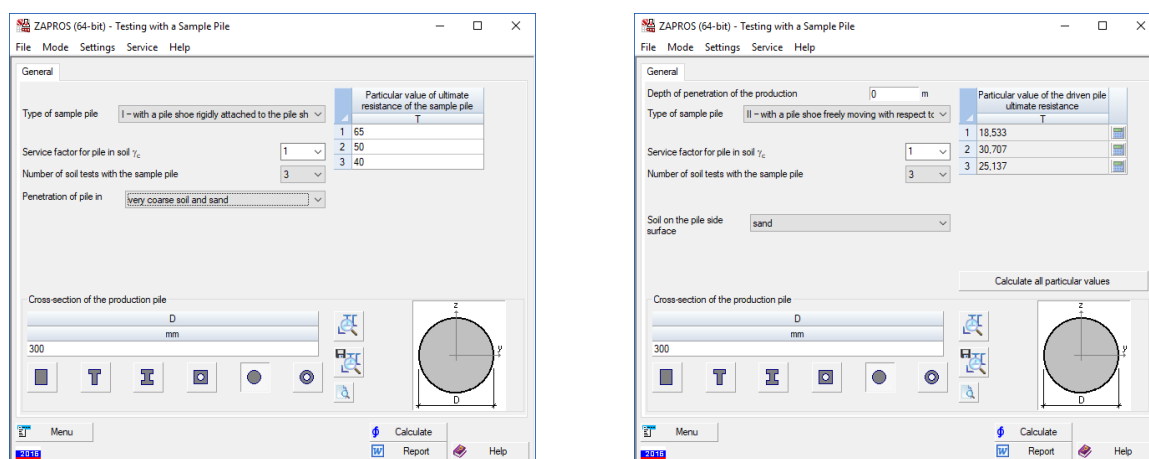 ZAPROS (64-bit) - Testing with a Sample Pile
File Mode Settings Service Help
General
Type of sample pile I – with a pile shoe rigidly attached to the pile sh
Particular value of ultimate
resistance of the sample pile
T
1 65
2 50
3 40
Service factor for pile in soil γc 1
Number of soil tests with the sample pile 3
Penetration of pile in very coarse soil and sand
Cross-section of the production pile
D
mm
300
z
y
D
Menu
Calculate
2016
Report
Help
ZAPROS (64-bit) - Testing with a Sample Pile
File Mode Settings Service Help
General
Depth of penetration of the production 0 m
Type of sample pile II – with a pile shoe freely moving with respect tc
Particular value of the driven pile
ultimate resistance
T
1 18,533
2 30,707
3 25,137
Service factor for pile in soil γc 1
Number of soil tests with the sample pile 3
Soil on the pile side
surface
sand
Calculate all particular values
Cross-section of the production pile
D
mm
300
z
y
D
Menu
Calculate
2016
Report
Help